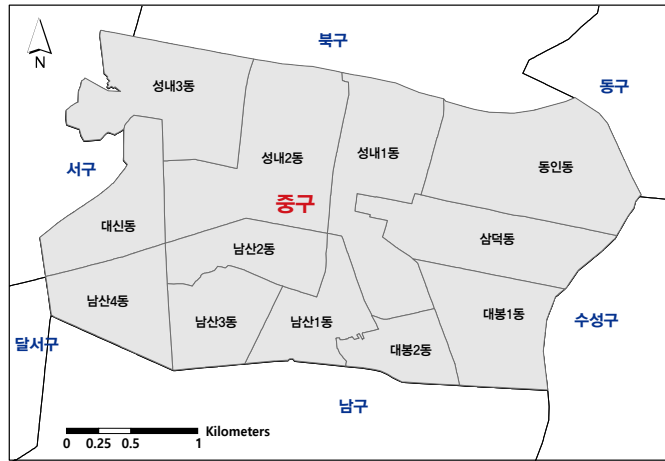 북구
N
성내3동
동구
성내2동
성내1동
동인동
서구
중구
대신동
삼덕동
남산2동
남산4동
남산3동
남산1동
대봉1동
수성구
달서구
대봉2동
남구
Kilometers
0 0.25 0.5 1